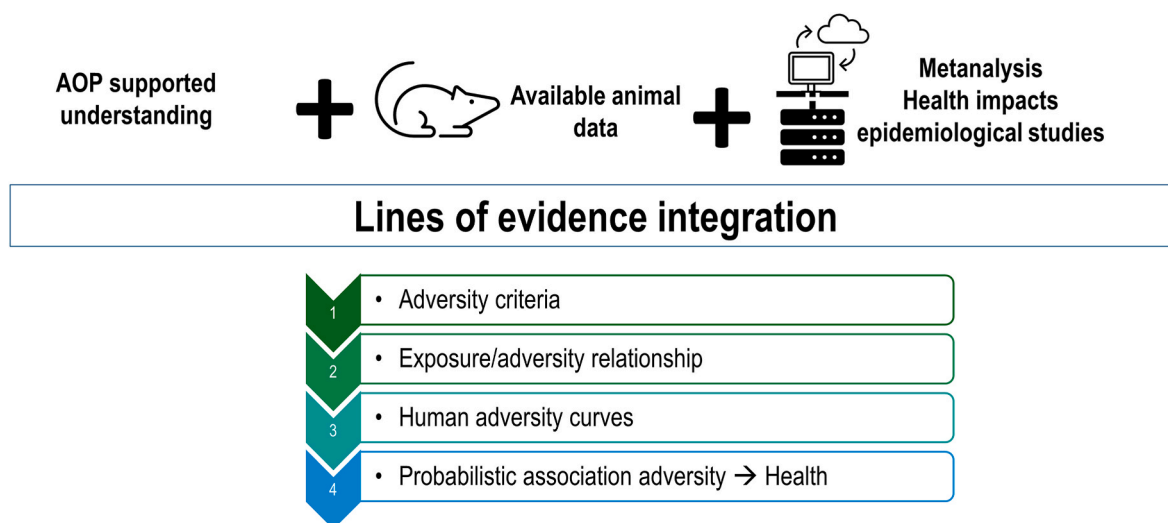 AOP supported
understanding
Available animal
data
Metanalysis
Health impacts
epidemiological studies
Lines of evidence integration
1
• Adversity criteria
2
• Exposure/adversity relationship
3
• Human adversity curves
4
• Probabilistic association adversity → Health